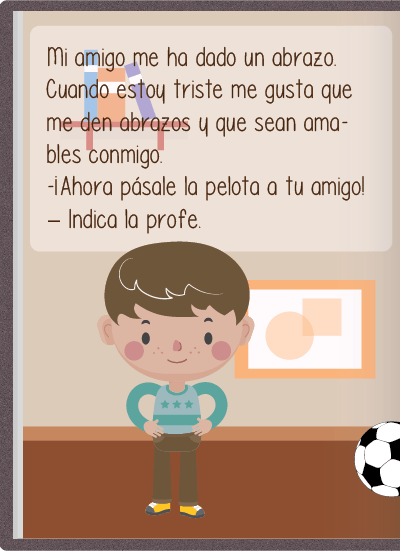 Mi amigo me ha dado un abrazo.
Cuando estoy triste me gusta que
me den abrazos y que sean ama-
bles conmigo.
-¡Ahora pásale la pelota a tu amigo!
– Indica la profe.